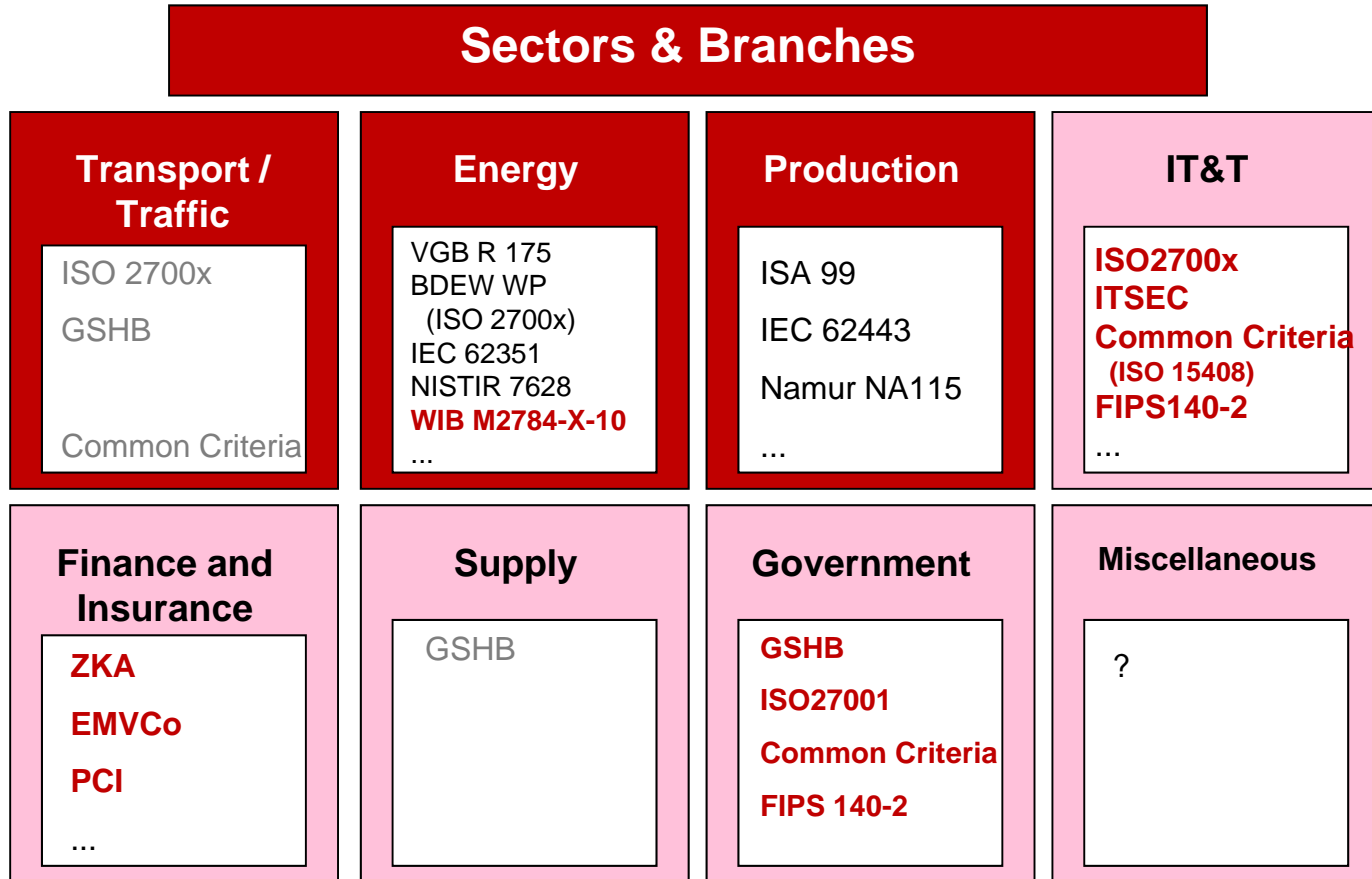 Sectors & Branches
Transport /
Traffic
ISO 2700x
GSHB
Common Criteria
Energy
VGB R 175
BDEW WP
(ISO 2700x)
IEC 62351
NISTIR 7628
WIB M2784-X-10
...
Production
ISA 99
IEC 62443
Namur NA115
...
IT&T
ISO2700x
ITSEC
Common Criteria
(ISO 15408)
FIPS140-2
...
Finance and
Insurance
ZKA
EMVCo
PCI
...
Supply
GSHB
Government
GSHB
ISO27001
Common Criteria
FIPS 140-2
Miscellaneous
?